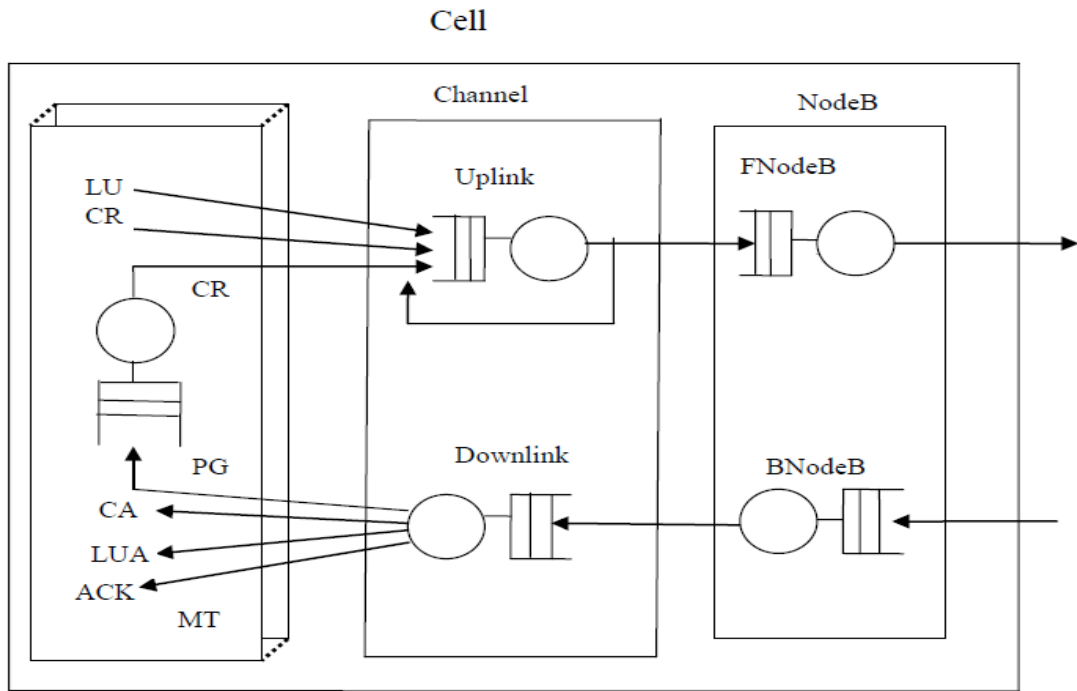 Cell
Channel
NodeB
LU
CR
CR
Uplink
FNodeB
PG
CA
LUA
ACK
MT
Downlink
BNodeB